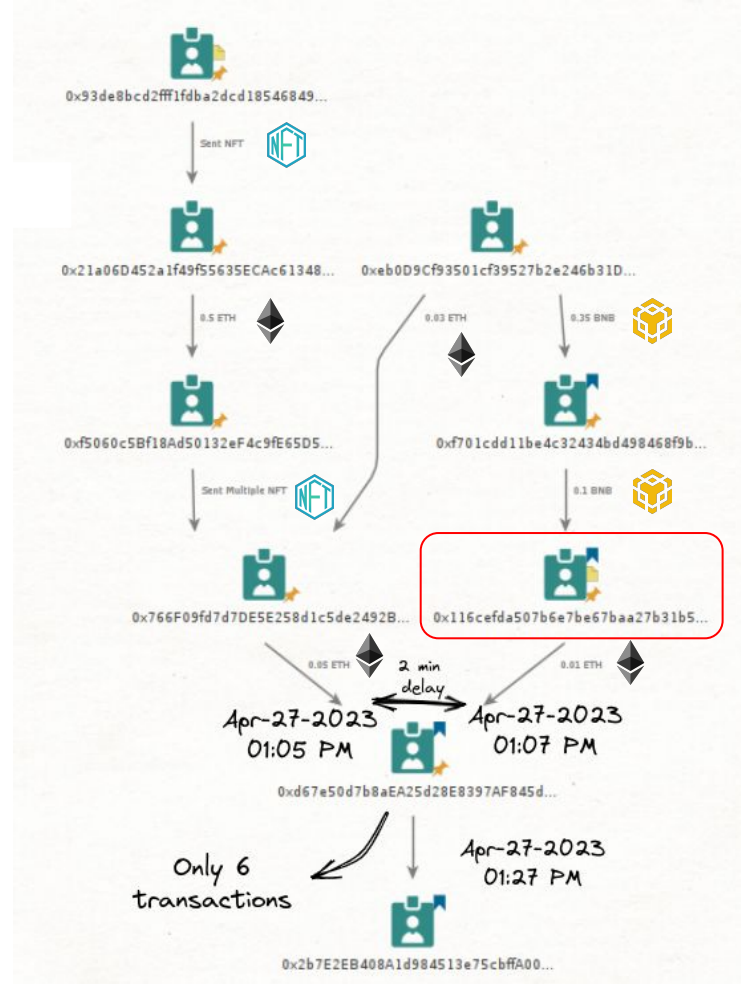 0x93de8bcd2fff1fdba2dcd18546849...
Sent NFT
NFT
0x21a06D452a1f49f55635ECAc61348...
0xeb0D9Cf93501cf39527b2e246b31D...
0.5 ETH
0.03 ETH
0.35 BNB
0xf5060c5Bf18Ad50132eF4c9fE65D5...
0xf701cdd11be4c32434bd498468f9b...
Sent Multiple NFT
NFT
0.1 BNB
0x766F09fd7d7DE5E258d1c5de2492B...
0x116cefda507b6e7be67baa27b31b5...
0.05 ETH
2 min
delay
0.01 ETH
Apr-27-2023
01:05 PM
Apr-27-2023
01:07 PM
0xd67e50d7b8aEA25d28E8397AF845d...
Only 6
transactions
Apr-27-2023
01:27 PM
0x2b7E2EB408A1d984513e75cbffA00...